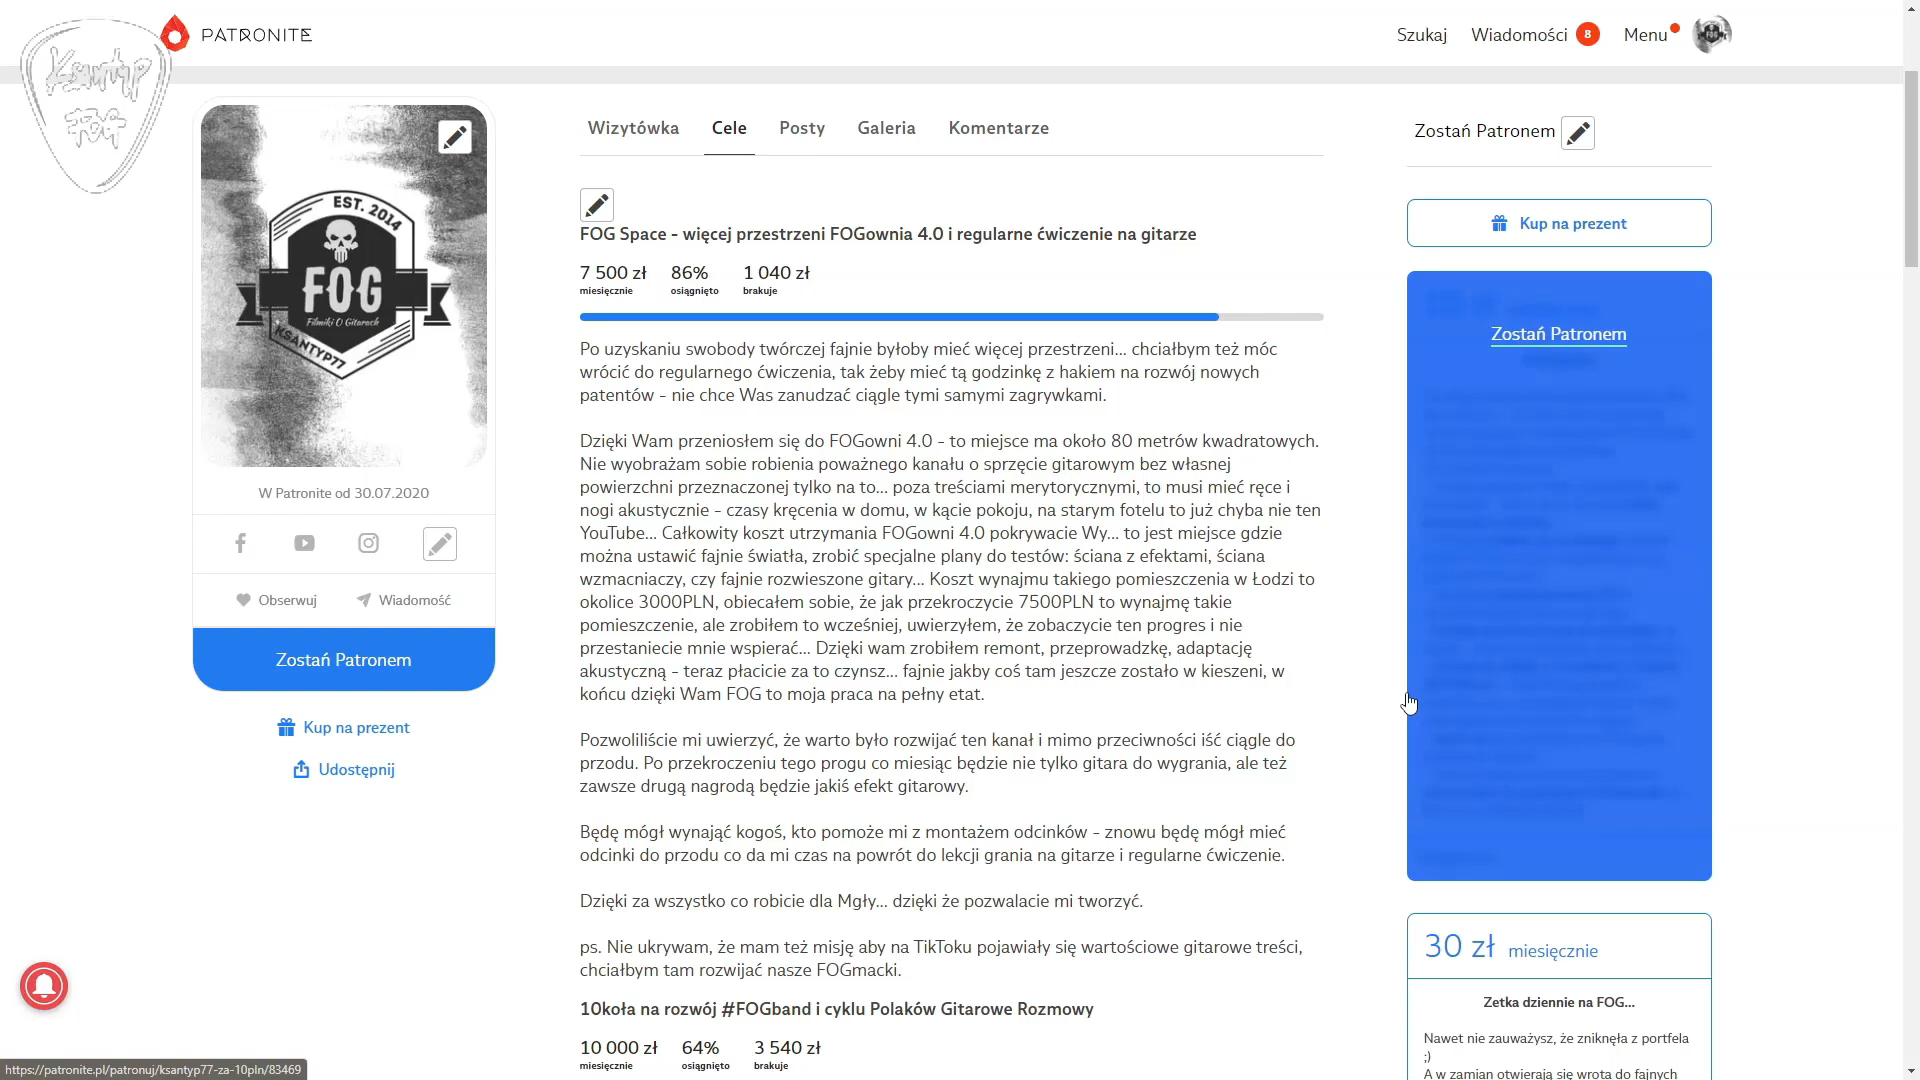 Ksantyp
FOG
PATRONITE
Szukaj
Wiadomości 8
Menu
EST. 2014
FOG
Filmiki O Gitarach
KSANTYP77
W Patronite od 30.07.2020
Obserwuj
Wiadomość
Zostań Patronem
Kup na prezent
Udostępnij
Wizytówka
Cele
Posty
Galeria
Komentarze
FOG Space - więcej przestrzeni FOGownia 4.0 i regularne ćwiczenie na gitarze
7 500 zł 86% 1 040 zł
miesięcznie osiągnięto brakuje
Po uzyskaniu swobody twórczej fajnie byłoby mieć więcej przestrzeni... chciałbym też móc
wrócić do regularnego ćwiczenia, tak żeby mieć tą godzinkę z hakiem na rozwój nowych
patentów - nie chce Was zanudzać ciągle tymi samymi zagrywkami.
Dzięki Wam przeniosłem się do FOGowni 4.0 - to miejsce ma około 80 metrów kwadratowych.
Nie wyobrażam sobie robienia poważnego kanału o sprzęcie gitarowym bez własnej
powierzchni przeznaczonej tylko na to... poza treściami merytorycznymi, to musi mieć ręce i
nogi akustycznie - czasy kręcenia w domu, w kącie pokoju, na starym fotelu to już chyba nie ten
YouTube... Całkowity koszt utrzymania FOGowni 4.0 pokrywacie Wy... to jest miejsce gdzie
można ustawić fajnie światła, zrobić specjalne plany do testów: ściana z efektami, ściana
wzmacniaczy, czy fajnie rozwieszone gitary... Koszt wynajmu takiego pomieszczenia w Łodzi to
okolice 3000PLN, obiecałem sobie, że jak przekroczycie 7500PLN to wynajmę takie
pomieszczenie, ale zrobiłem to wcześniej, uwierzyłem, że zobaczycie ten progres i nie
przestaniecie mnie wspierać... Dzięki wam zrobiłem remont, przeprowadzkę, adaptację
akustyczną - teraz płacicie za to czynsz... fajnie jakby coś tam jeszcze zostało w kieszeni, w
końcu dzięki Wam FOG to moja praca na pełny etat.
Pozwoliliście mi uwierzyć, że warto było rozwijać ten kanał i mimo przeciwności iść ciągle do
przodu. Po przekroczeniu tego progu co miesiąc będzie nie tylko gitara do wygrania, ale też
zawsze drugą nagrodą będzie jakiś efekt gitarowy.
Będę mógł wynająć kogoś, kto pomoże mi z montażem odcinków - znowu będę mógł mieć
odcinki do przodu co da mi czas na powrót do lekcji grania na gitarze i regularne ćwiczenie.
Dzięki za wszystko co robicie dla Mgły... dzięki że pozwalacie mi tworzyć.
ps. Nie ukrywam, że mam też misję aby na TikToku pojawiały się wartościowe gitarowe treści,
chciałbym tam rozwijać nasze FOGmacki.
10koła na rozwój #FOGband i cyklu Polaków Gitarowe Rozmowy
10 000 zł 64% 3 540 zł
miesięcznie osiągnięto brakuje
Zostań Patronem
Kup na prezent
Zostań Patronem
30 zł miesięcznie
Zetka dziennie na FOG...
Nawet nie zauważysz, że zniknęła z portfela
;)
A w zamian otwierają się wrota do fajnych
https://patronite.pl/patronuj/ksantyp77-za-10pln/83469